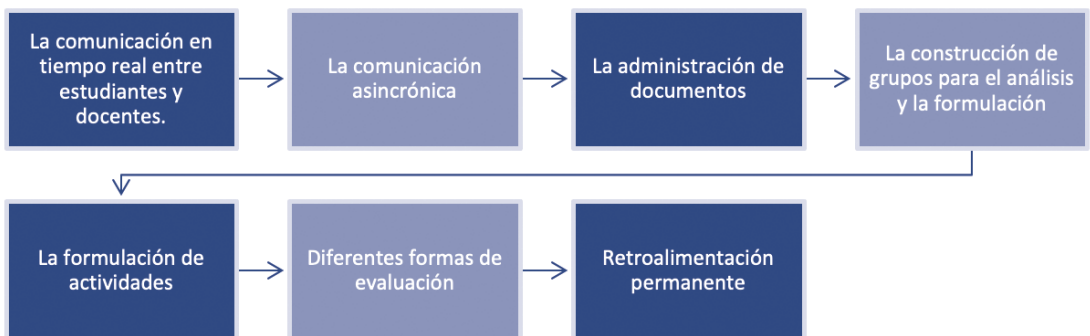 La comunicación en
tiempo real entre
estudiantes y
docentes.
La comunicación
asincrónica
La administración de
documentos
La construcción de
grupos para el análisis
y la formulación
La formulación de
actividades
Diferentes formas de
evaluación
Retroalimentación
permanente